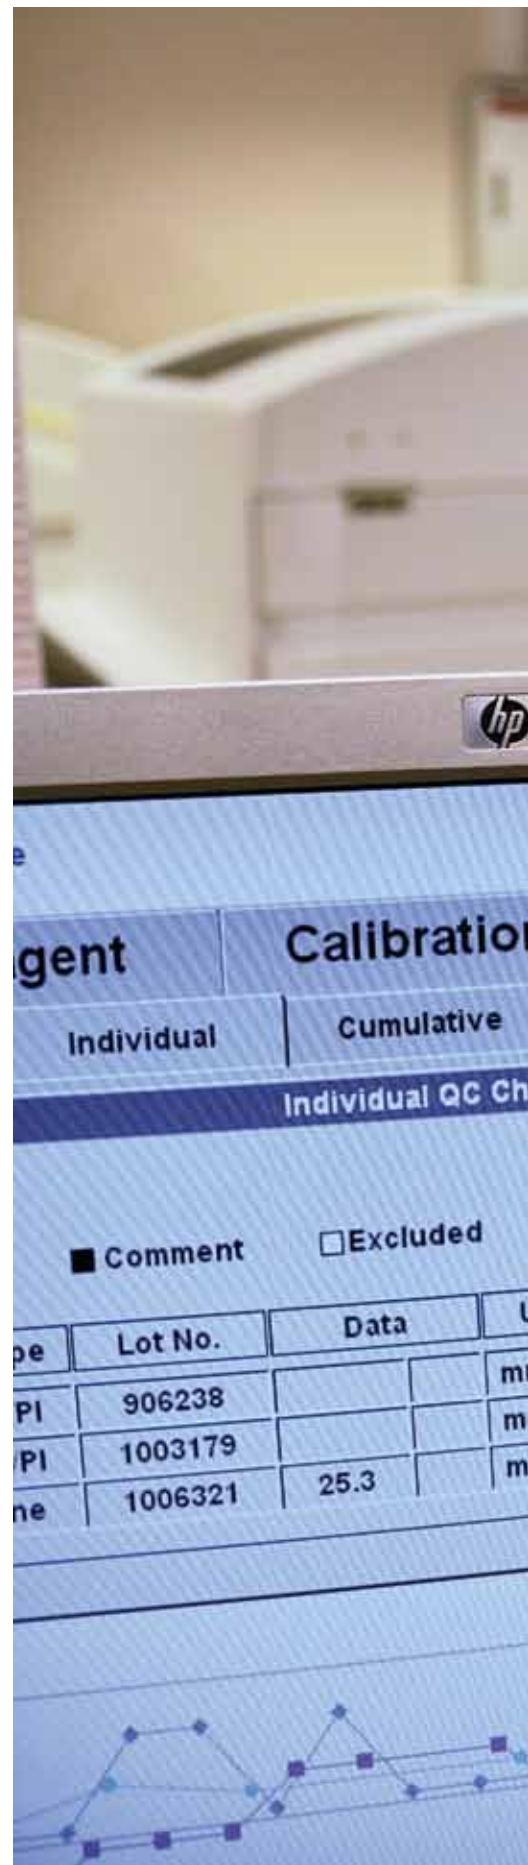 hp
e
gent Calibration
Individual Cumulative
Individual QC Ch
■ Comment □Excluded
pe Lot No. Data U
PI 906238 m
/PI 1003179 m
ne 1006321 25.3 m